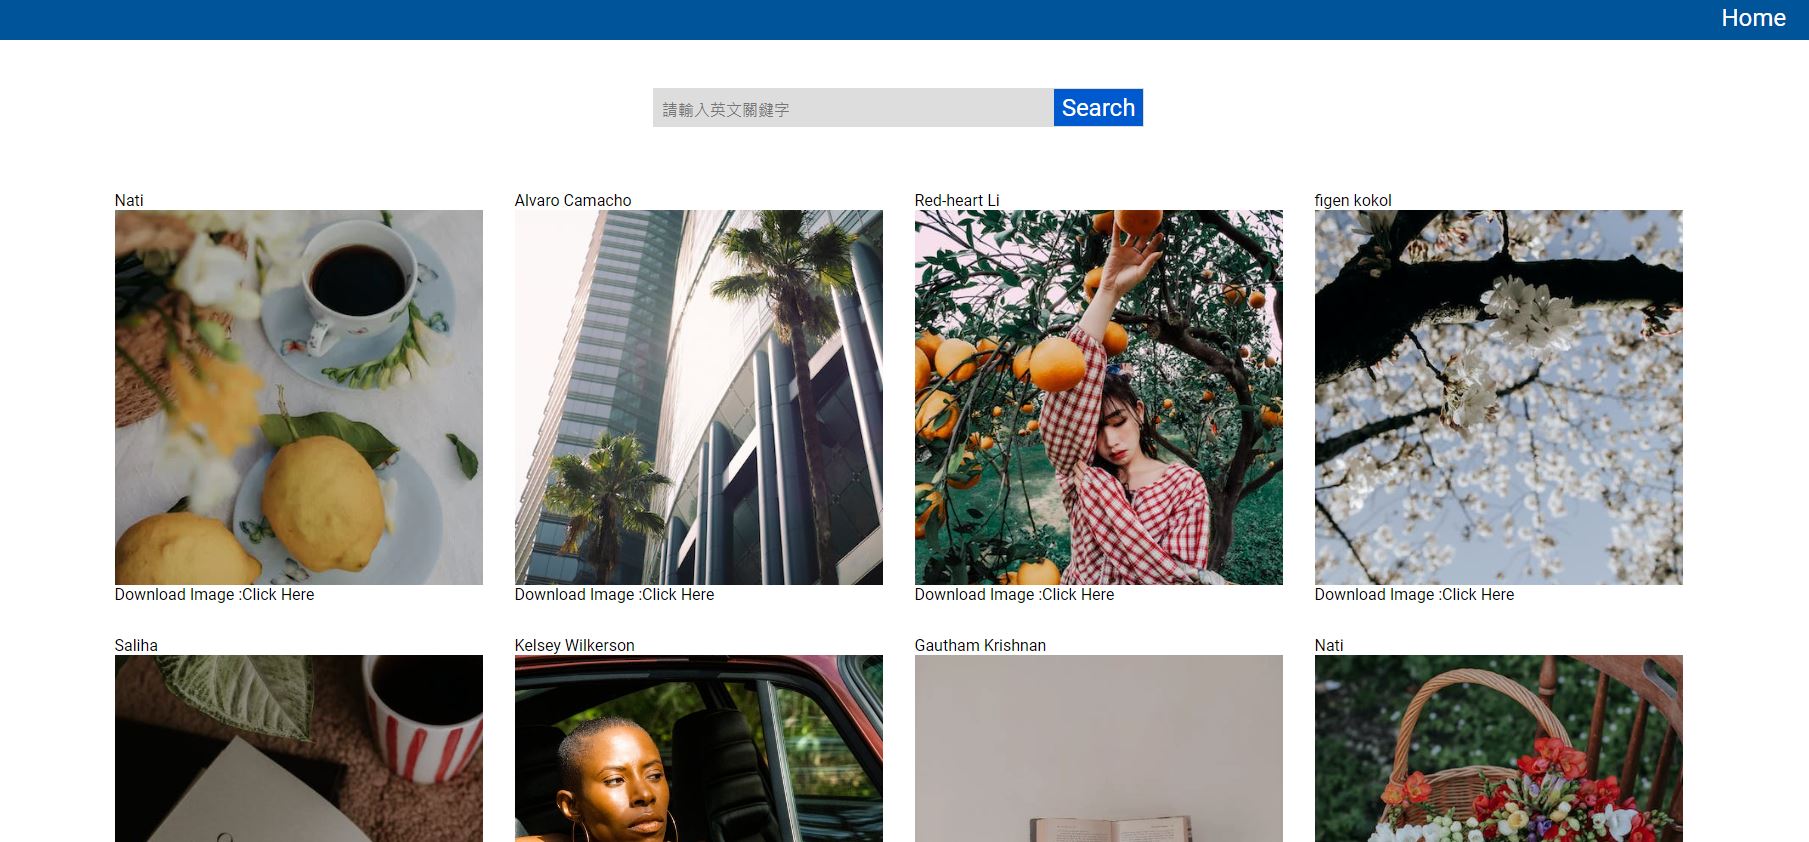 Home
請輸入英文關鍵字
Search
Nati
Alvaro Camacho
Red-heart Li
figen kokol
Download Image :Click Here
Download Image :Click Here
Download Image :Click Here
Download Image :Click Here
Saliha
Kelsey Wilkerson
Gautham Krishnan
Nati